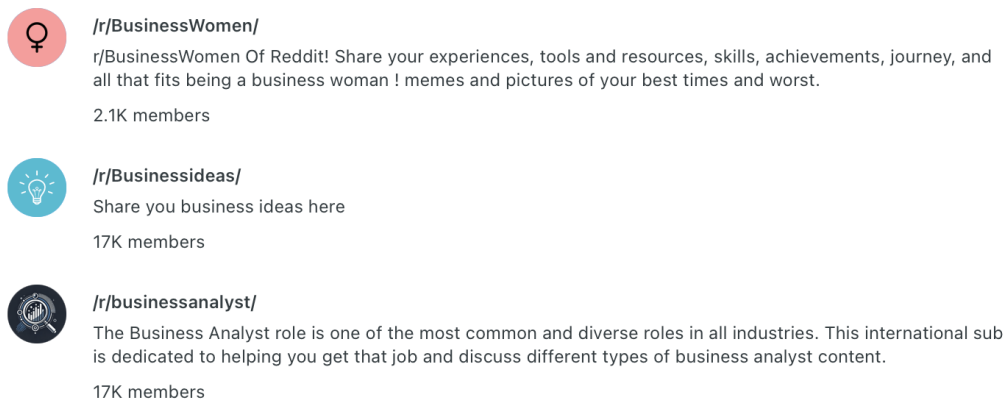 /r/BusinessWomen/
r/BusinessWomen Of Reddit! Share your experiences, tools and resources, skills, achievements, journey, and
all that fits being a business woman ! memes and pictures of your best times and worst.
2.1K members
/r/Businessideas/
Share you business ideas here
17K members
/r/businessanalyst/
The Business Analyst role is one of the most common and diverse roles in all industries. This international sub
is dedicated to helping you get that job and discuss different types of business analyst content.
17K members